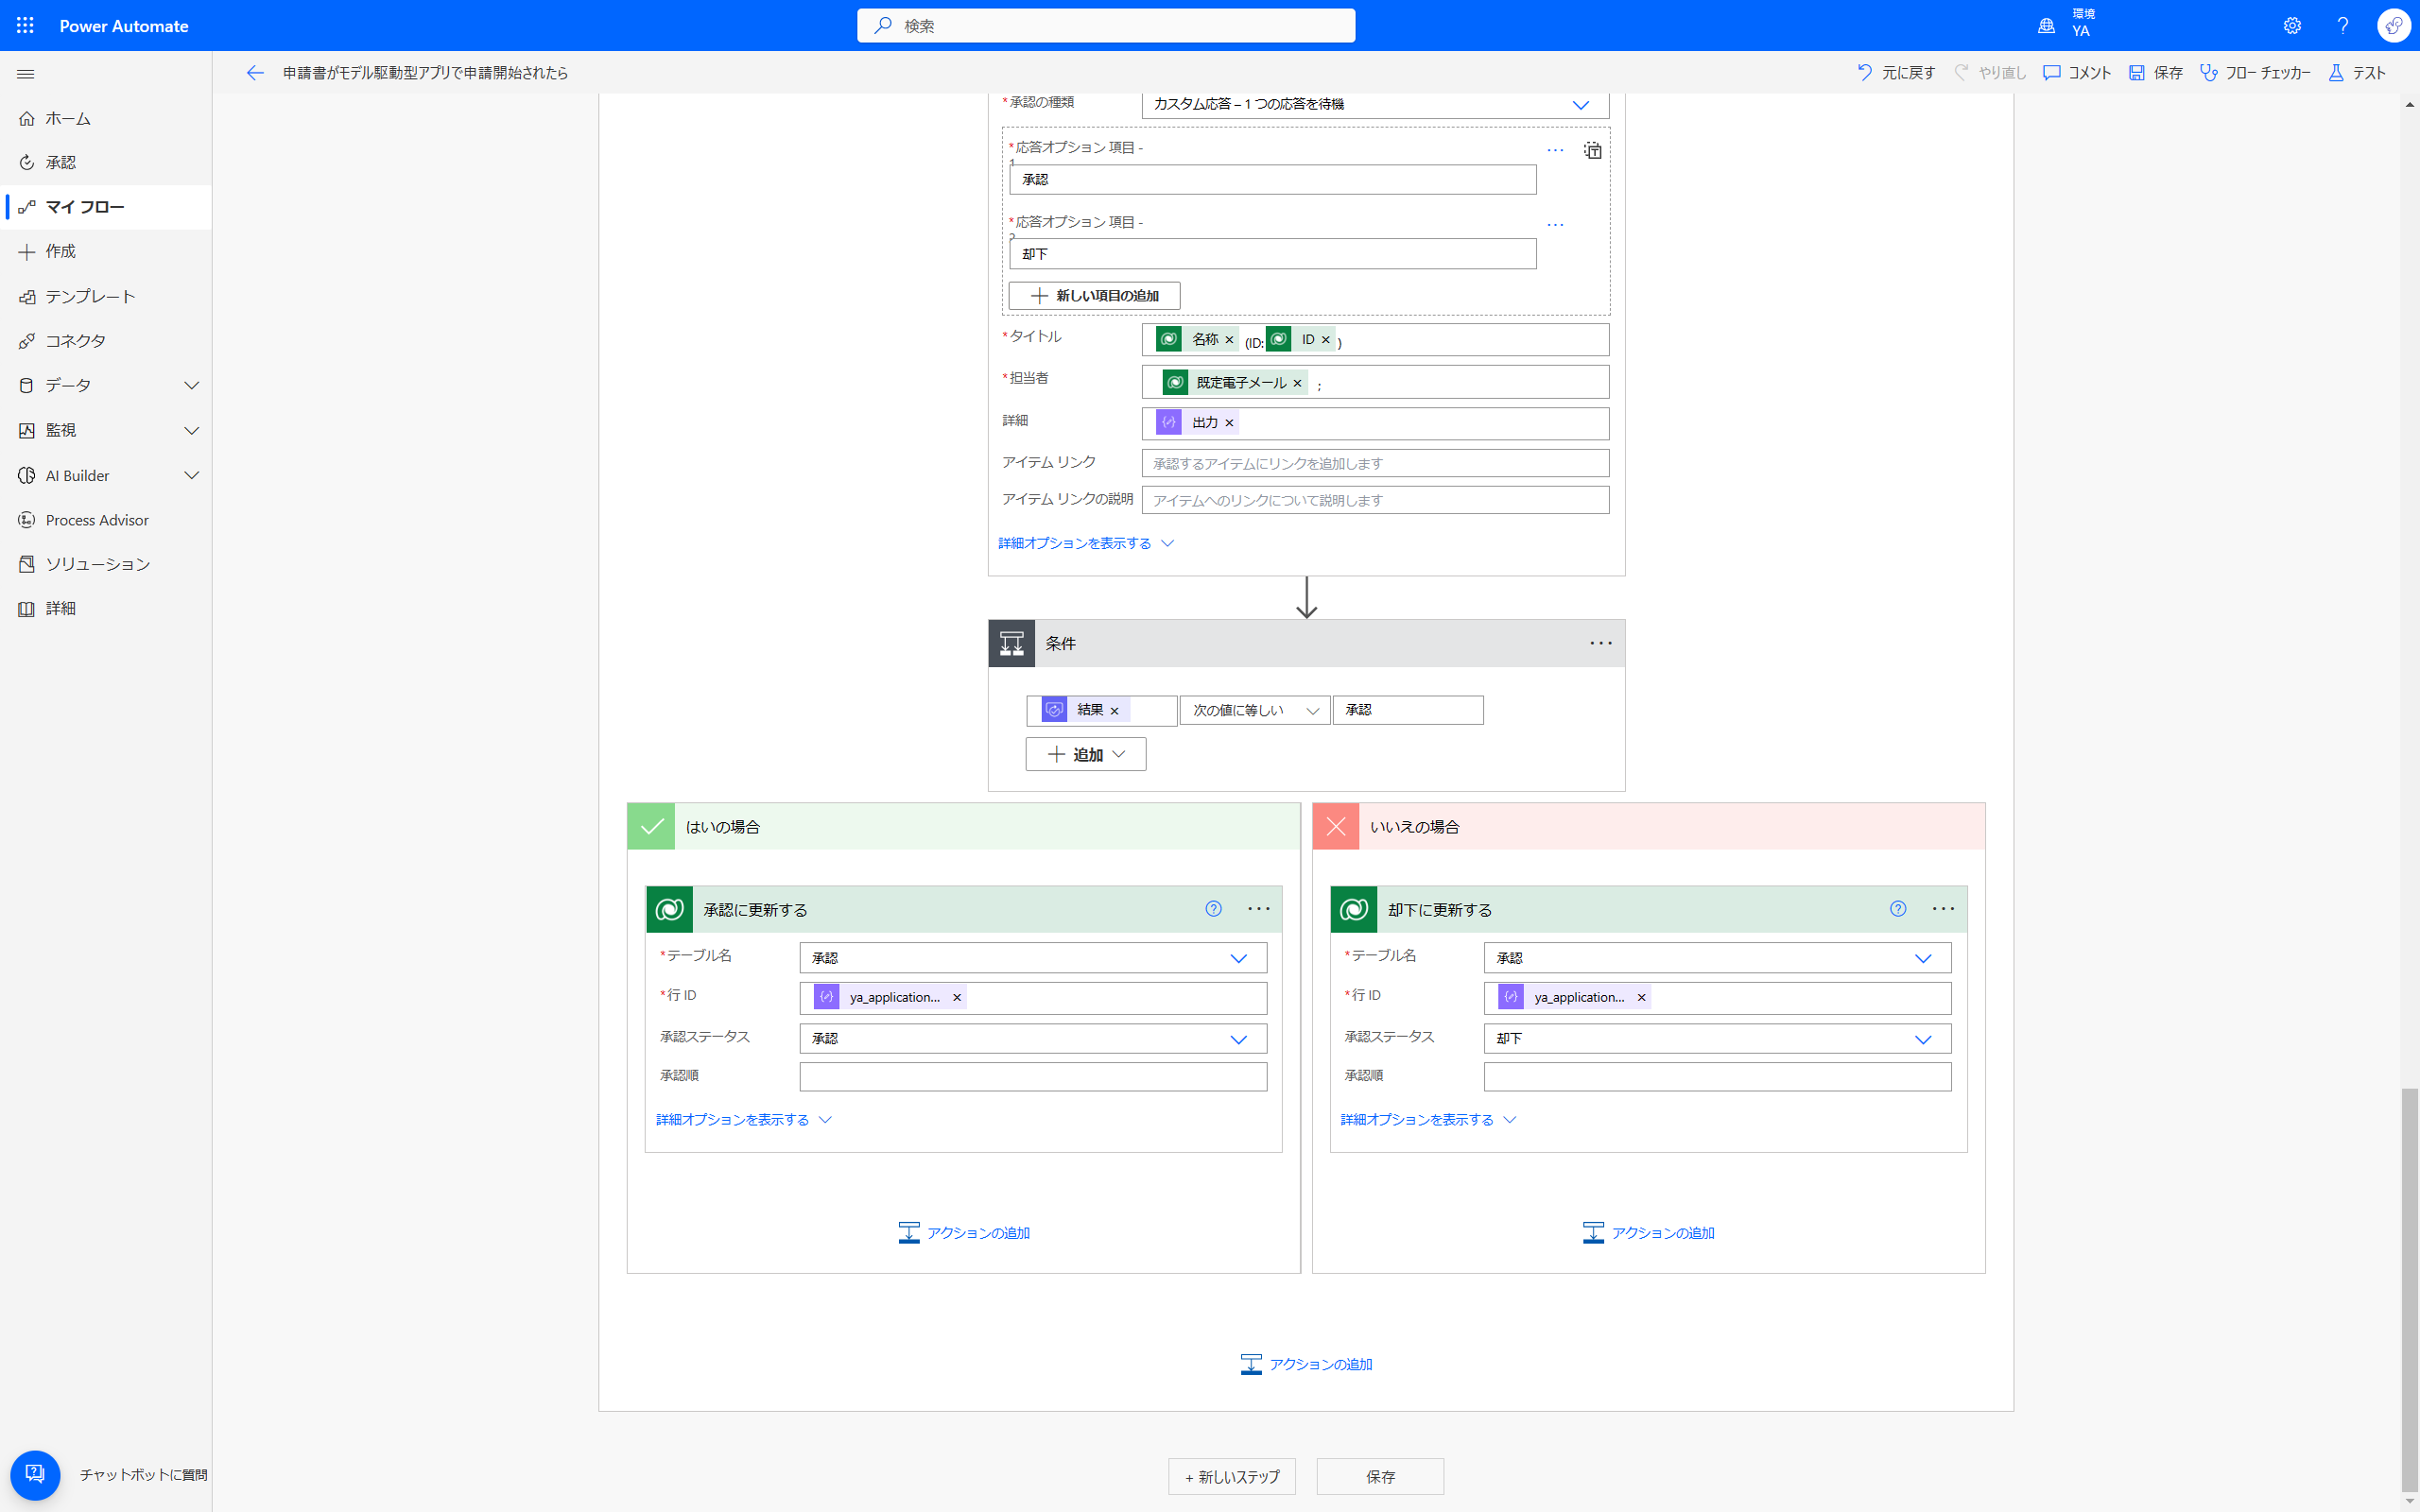 Power Automate
検索
環境
YA
申請書がモデル駆動型アプリで申請開始されたら
元に戻す
やり直し
コメント
保存
フロー チェッカー
テスト
ホーム
承認
マイ フロー
作成
テンプレート
コネクタ
データ
監視
AI Builder
Process Advisor
ソリューション
詳細
チャットボットに質問
*承認の種類
カスタム応答 – 1 つの応答を待機
*応答オプション 項目 -
1
承認
*応答オプション 項目 -
2
却下
新しい項目の追加
*タイトル
名称 × (ID: ID × )
*担当者
既定電子メール × ;
詳細
出力 ×
アイテム リンク
承認するアイテムにリンクを追加します
アイテム リンクの説明
アイテムへのリンクについて説明します
詳細オプションを表示する
条件
結果 ×
次の値に等しい
承認
追加
はいの場合
承認に更新する
*テーブル名
承認
*行 ID
ya_application... ×
承認ステータス
承認
承認順
詳細オプションを表示する
アクションの追加
いいえの場合
却下に更新する
*テーブル名
承認
*行 ID
ya_application... ×
承認ステータス
却下
承認順
詳細オプションを表示する
アクションの追加
アクションの追加
+ 新しいステップ
保存